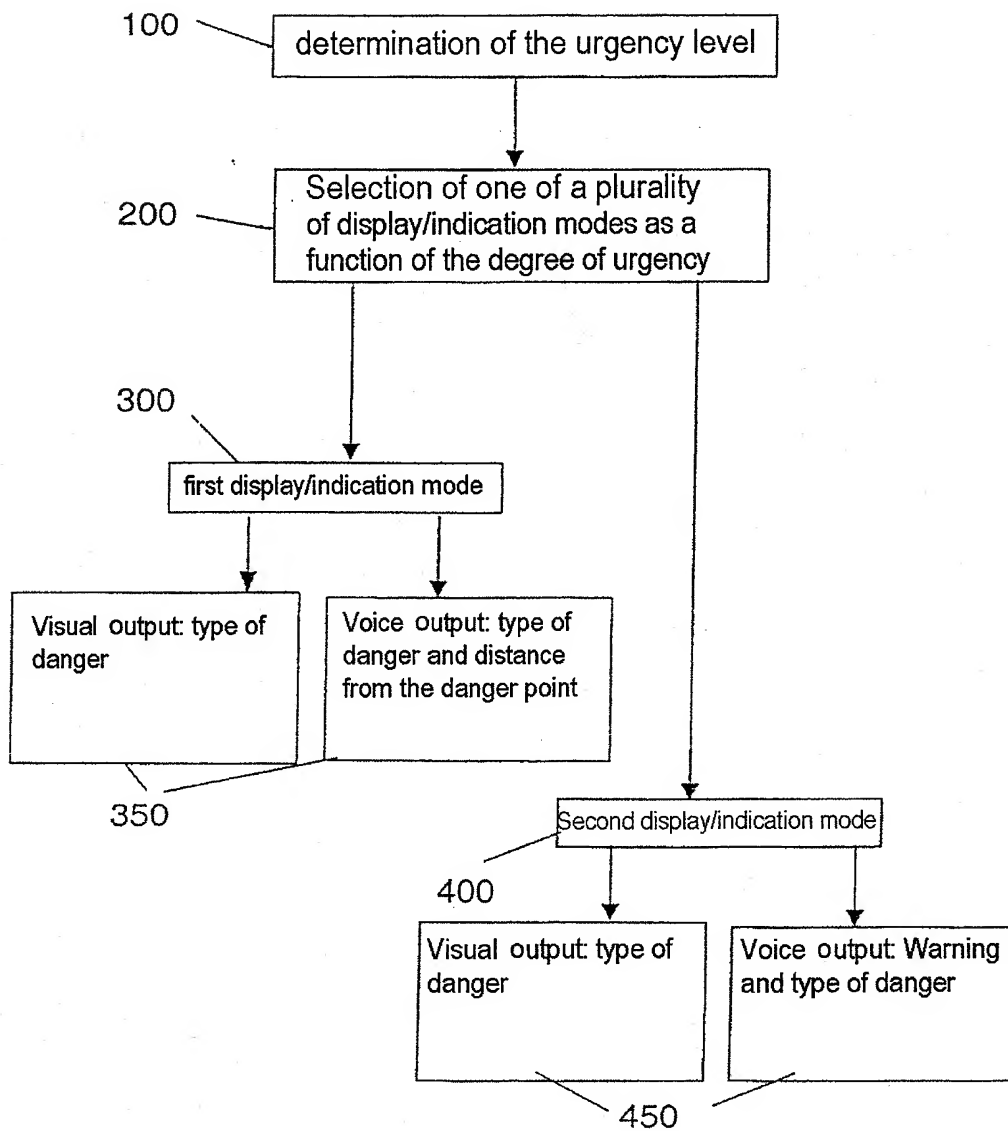 100
determination of the urgency level
200
Selection of one of a plurality
of display/indication modes as a
function of the degree of urgency
300
first display/indication mode
Visual output: type of
danger
Voice output: type of
danger and distance
from the danger point
350
Second display/indication mode
400
Visual output: type of
danger
Voice output: Warning
and type of danger
450